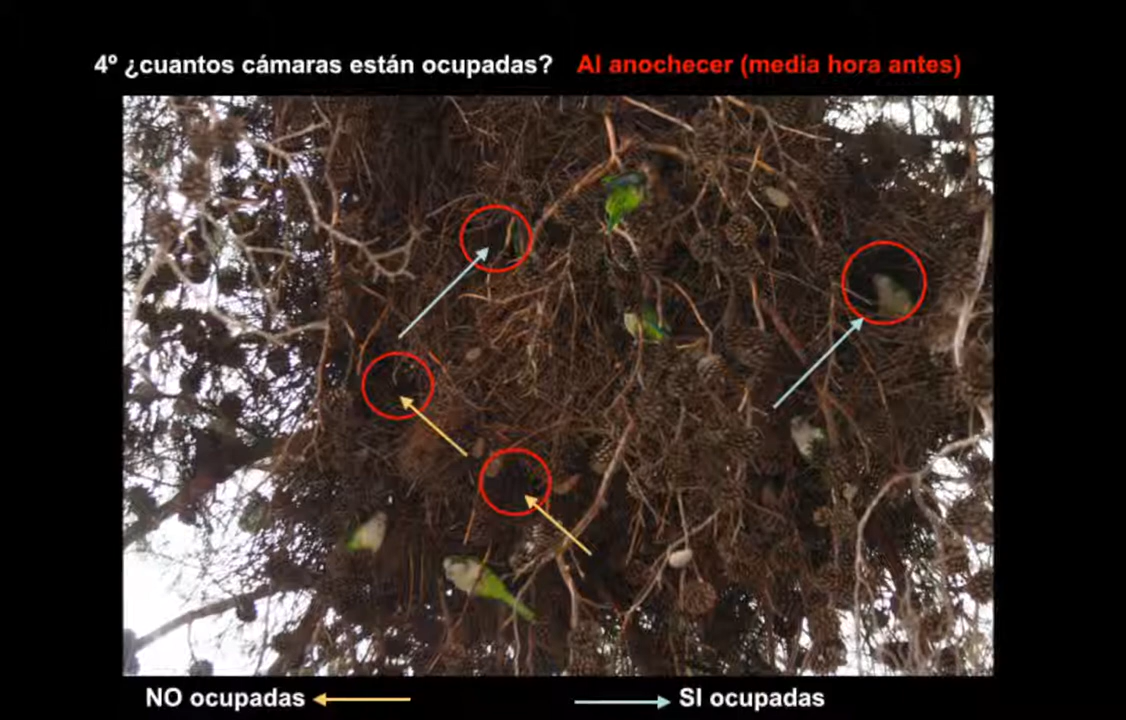 4º ¿cuantos cámaras están ocupadas? Al anochecer (media hora antes)
NO ocupadas
SI ocupadas